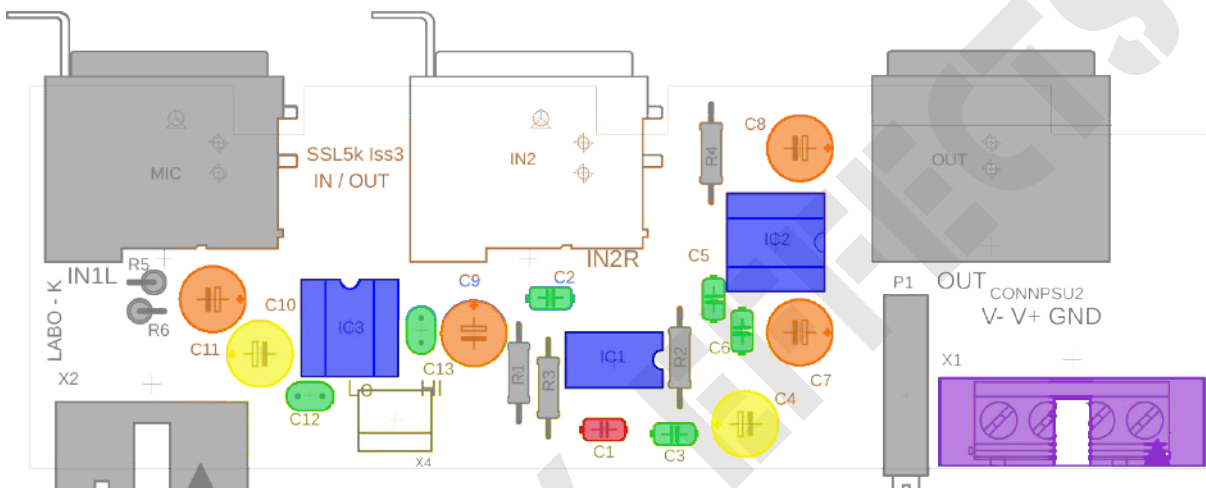 SSL5k Iss3
IN / OUT
MIC
IN2
OUT
C8
R4
IC2
C5
IN1L
IN2R
OUT
P1
CONNPSU2
V- V+ GND
LABO - K
R5
R6
C10
C11
IC3
C9
C2
C13
C12
R1
R3
IC1
R2
C6
C7
C4
C1
C3
X1
X2
X4
LO
HI
EFFECTS